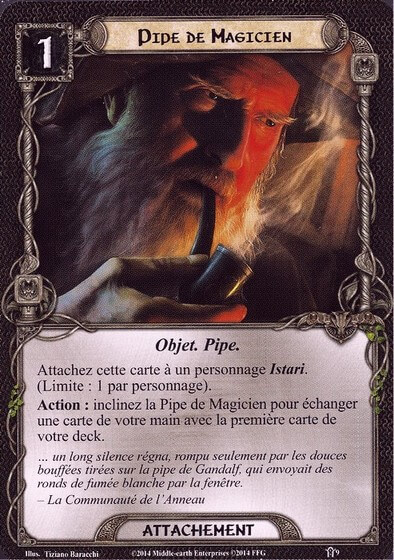 PIPE DE MAGICIEN
1
Objet. Pipe.
Attachez cette carte à un personnage Istari.
(Limite : 1 par personnage).
Action : inclinez la Pipe de Magicien pour échanger
une carte de votre main avec la première carte de
votre deck.
... un long silence régna, rompu seulement par les douces
bouffées tirées sur la pipe de Gandalf, qui envoyait des
ronds de fumée blanche par la fenêtre.
– La Communauté de l'Anneau
ATTACHEMENT
Illus. Tiziano Baracchi ©2014 Middle-earth Enterprises ©2014 FFG 9